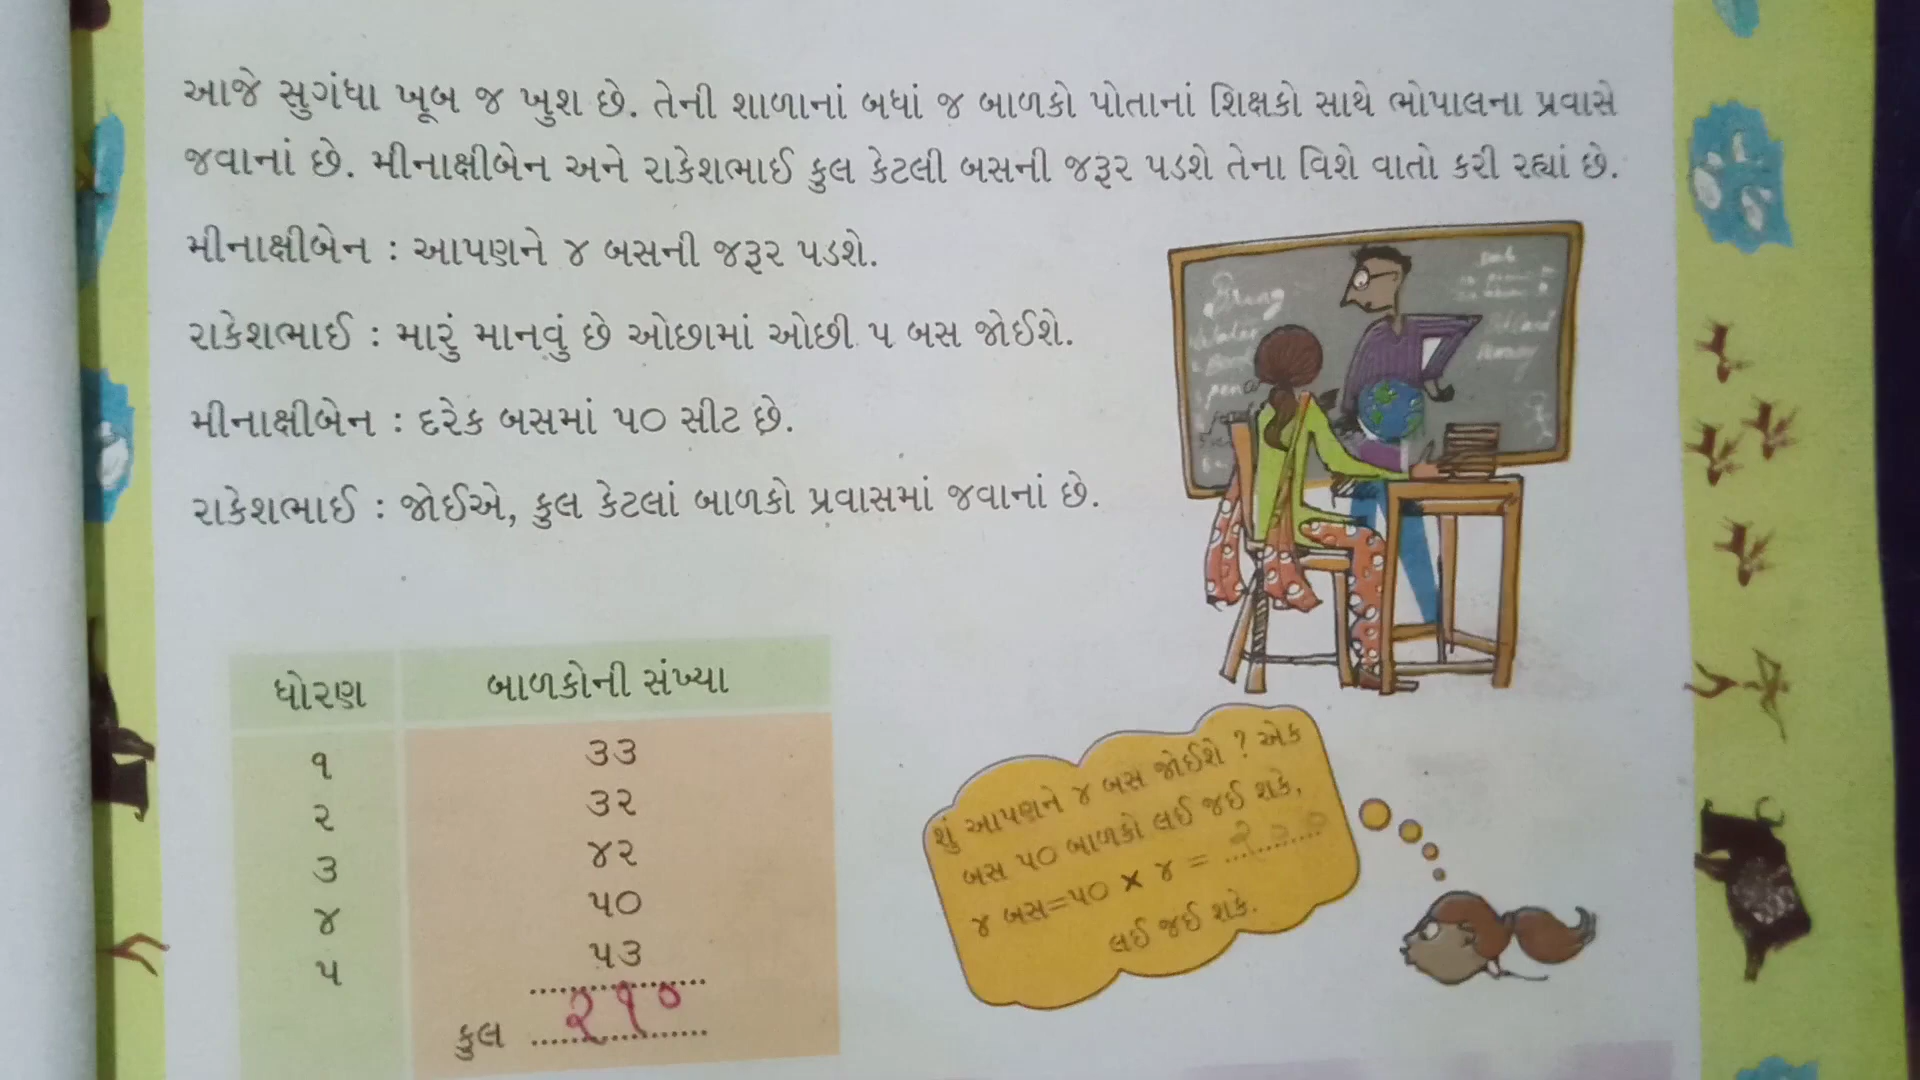 આજે સુગંધા ખૂબ જ ખુશ છે. તેની શાળાનાં બધાં જ બાળકો પોતાનાં શિક્ષકો સાથે ભોપાલના પ્રવાસે
જવાનાં છે. મીનાક્ષીબેન અને રાકેશભાઈ કુલ કેટલી બસની જરૂર પડશે તેના વિશે વાતો કરી રહ્યાં છે.
મીનાક્ષીબેન : આપણને ૪ બસની જરૂર પડશે.
રાકેશભાઈ : મારું માનવું છે ઓછામાં ઓછી ૫ બસ જોઈશે.
મીનાક્ષીબેન : દરેક બસમાં ૫૦ સીટ છે.
રાકેશભાઈ : જોઈએ, કુલ કેટલાં બાળકો પ્રવાસમાં જવાનાં છે.
Bring
ધોરણ બાળકોની સંખ્યા
૧ ૩૩
૨ ૩૨
૩ ૪૨
૪ ૫૦
૫ ૫૩
કુલ ૨૧૦
શું આપણને ૪ બસ જોઈશે ? એક
બસ ૫૦ બાળકો લઈ જઈ શકે.
૪ બસ=૫૦ × ૪ = ૨૦૦
લઈ જઈ શકે.